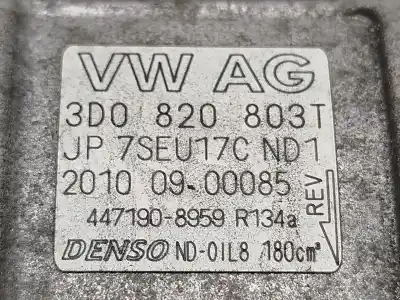 VW AG
3D0 820 803T
JP 7SEU17C ND1
2010 09-00085
447190-8959 R134a
REV
DENSO ND-OIL8 180cm³